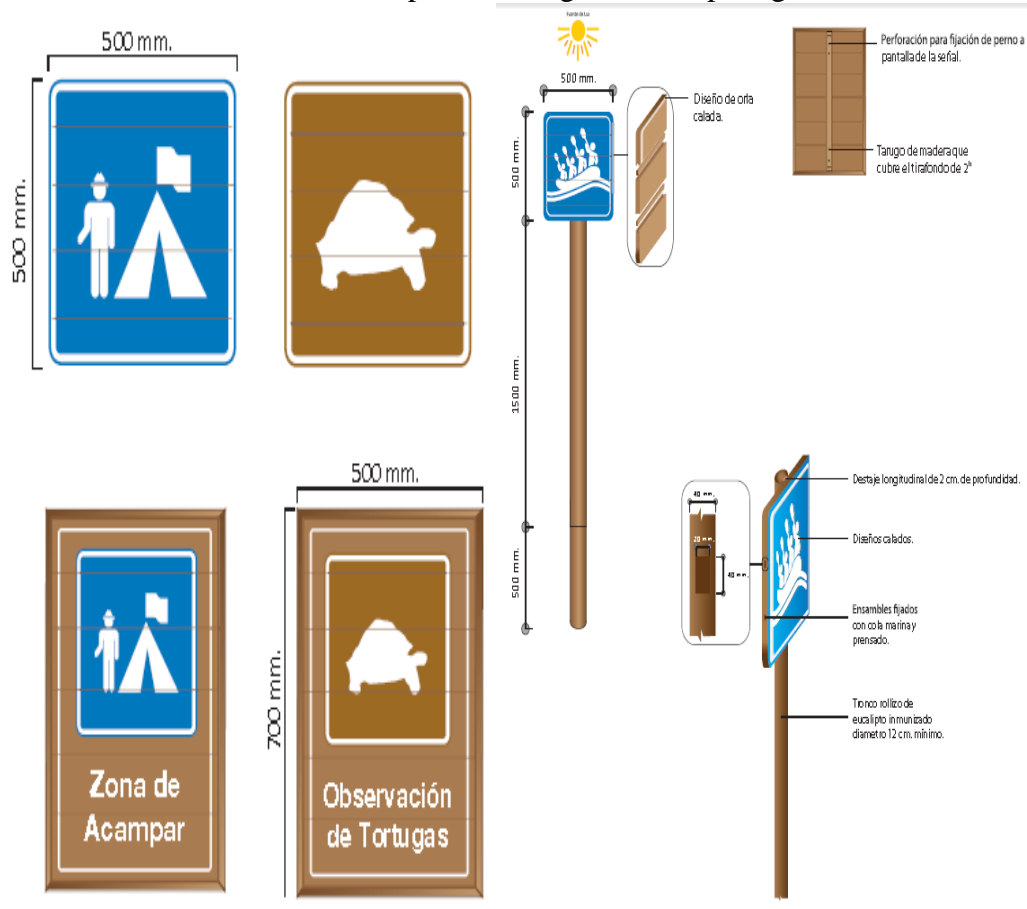 500 mm.
500 mm.
Fuente de Luz
500 mm.
500 mm.
1500 mm.
500 mm.
Diseño de orla
calada.
Perforación para fijación de perno a
pantalla de la señal.
Tarugo de madera que
cubre el tirafondo de 2"
500 mm.
700 mm.
Zona de
Acampar
Observación
de Tortugas
40 mm.
20 mm.
40 mm.
Destaje longitudinal de 2 cm. de profundidad.
Diseños calados.
Ensambles fijados
con cola marina y
prensado.
Tronco rollizo de
eucalipto inmunizado
diametro 12 cm. mínimo.